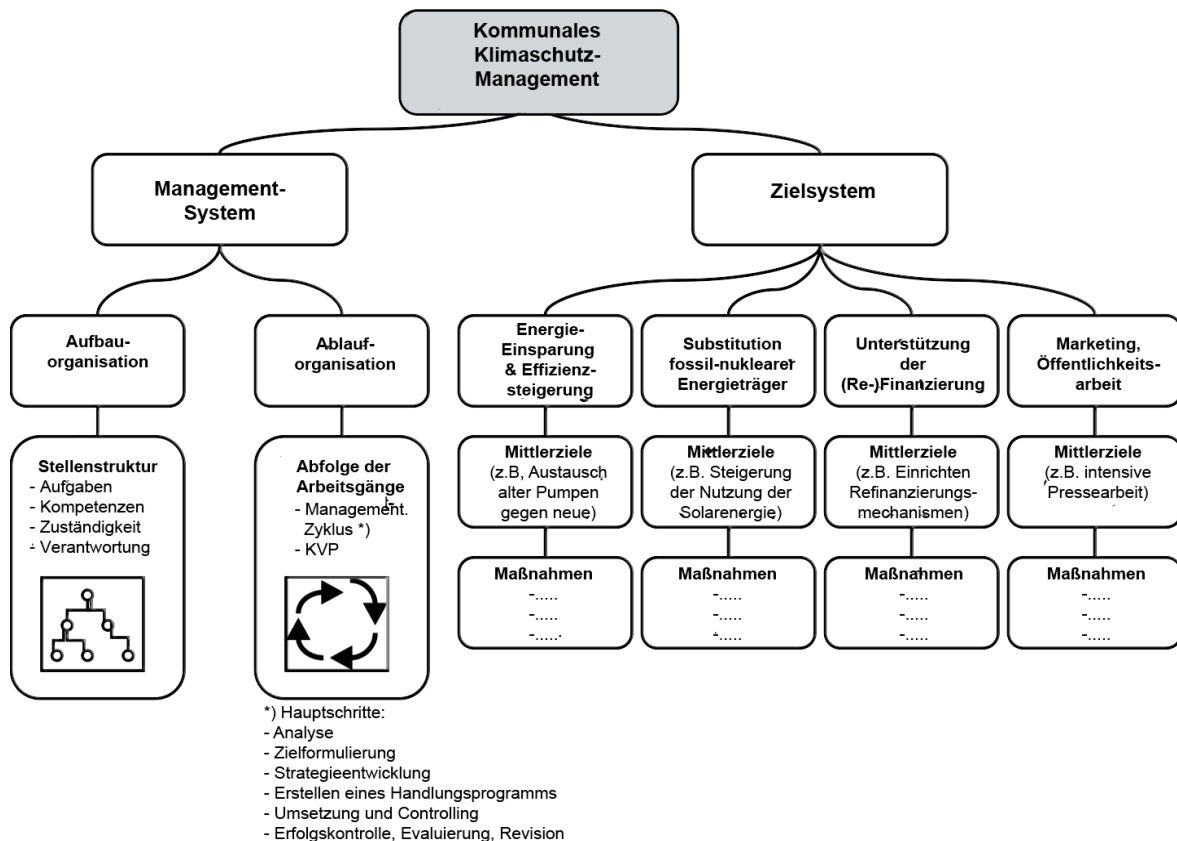 Kommunales
Klimaschutz-
Management
Management-
System
Zielsystem
Aufbau-
organisation
Ablauf-
organisation
Energie-
Einsparung
& Effizienz-
steigerung
Substitution
fossil-nuklearer
Energieträger
Unterstützung
der
(Re-)Finanzierung
Marketing,
Öffentlichkeits-
arbeit
Stellenstruktur
- Aufgaben
- Kompetenzen
- Zuständigkeit
- Verantwortung
Abfolge der
Arbeitsgänge
- Management.
Zyklus *)
- KVP
Mittlerziele
(z.B, Austausch
alter Pumpen
gegen neue)
Mittlerziele
(z.B. Steigerung
der Nutzung der
Solarenergie)
Mittlerziele
(z.B. Einrichten
Refinanzierungs-
mechanismen)
Mittlerziele
(z.B. intensive
Pressearbeit)
Maßnahmen
-.....
-.....
-.....
Maßnahmen
-.....
-.....
-.....
Maßnahmen
-.....
-.....
-.....
Maßnahmen
-.....
-.....
-.....
*) Hauptschritte:
- Analyse
- Zielformulierung
- Strategieentwicklung
- Erstellen eines Handlungsprogramms
- Umsetzung und Controlling
- Erfolgskontrolle, Evaluierung, Revision